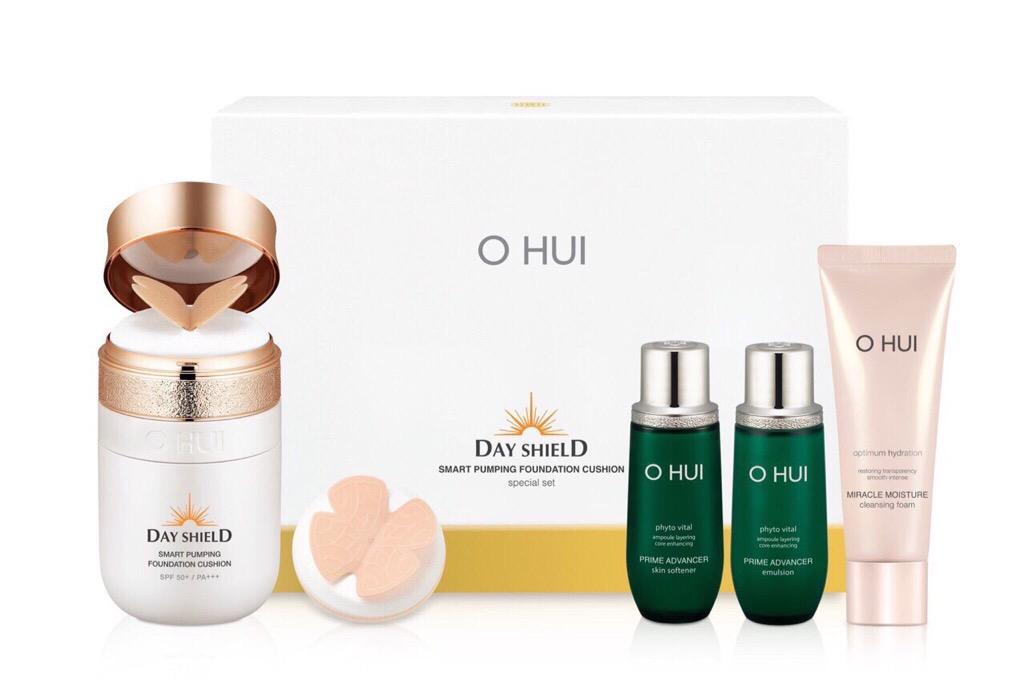 O HUI
DAY SHIELD
SMART PUMPING FOUNDATION CUSHION
special set
O HUI
DAY SHIELD
SMART PUMPING
FOUNDATION CUSHION
SPF 50+ / PA+++
O HUI
phyto vital
ampoule layering
core enhancing
PRIME ADVANCER
skin softener
O HUI
phyto vital
ampoule layering
core enhancing
PRIME ADVANCER
emulsion
O HUI
optimum hydration
restoring transparency
smooth-intense
MIRACLE MOISTURE
cleansing foam